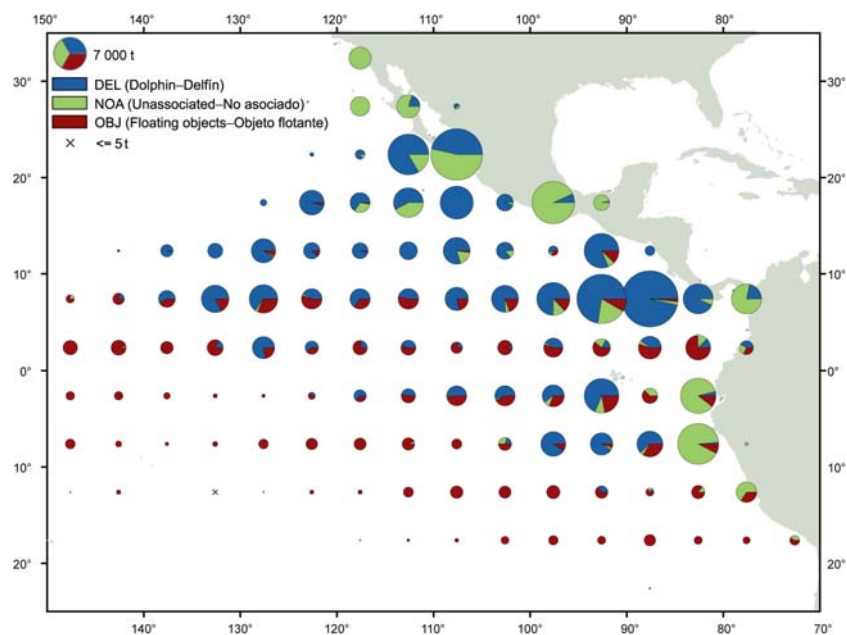 150° 140° 130° 120° 110° 100° 90° 80° 70°
7 000 t
DEL (Dolphin–Delfín)
NOA (Unassociated–No asociado)
OBJ (Floating objects–Objeto flotante)
<= 5 t
30° 30°
20° 20°
10° 10°
0° 0°
10° 10°
20° 20°
140° 130° 120° 110° 100° 90° 80° 70°